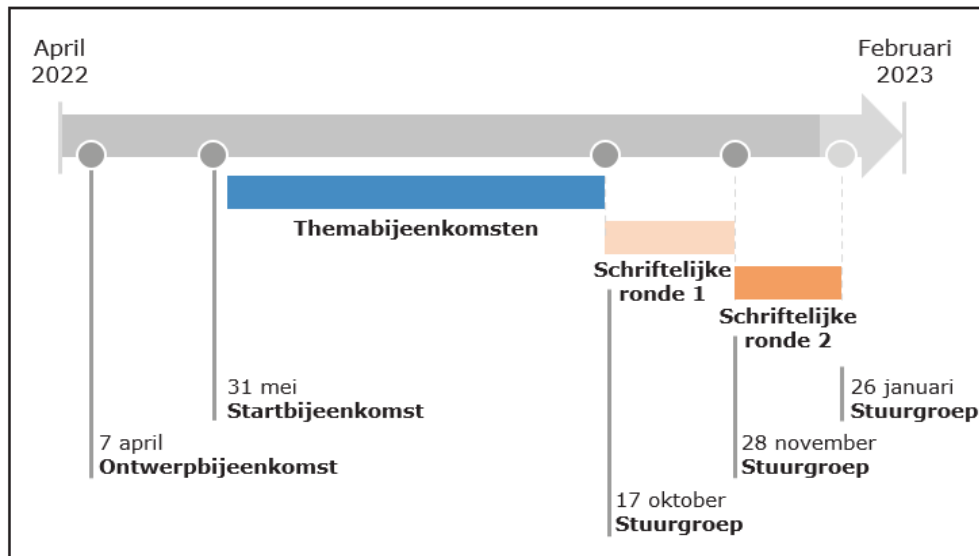 April
2022
Februari
2023
Themabijeenkomsten
Schriftelijke
ronde 1
Schriftelijke
ronde 2
31 mei
Startbijeenkomst
26 januari
Stuurgroep
7 april
Ontwerpbijeenkomst
28 november
Stuurgroep
17 oktober
Stuurgroep